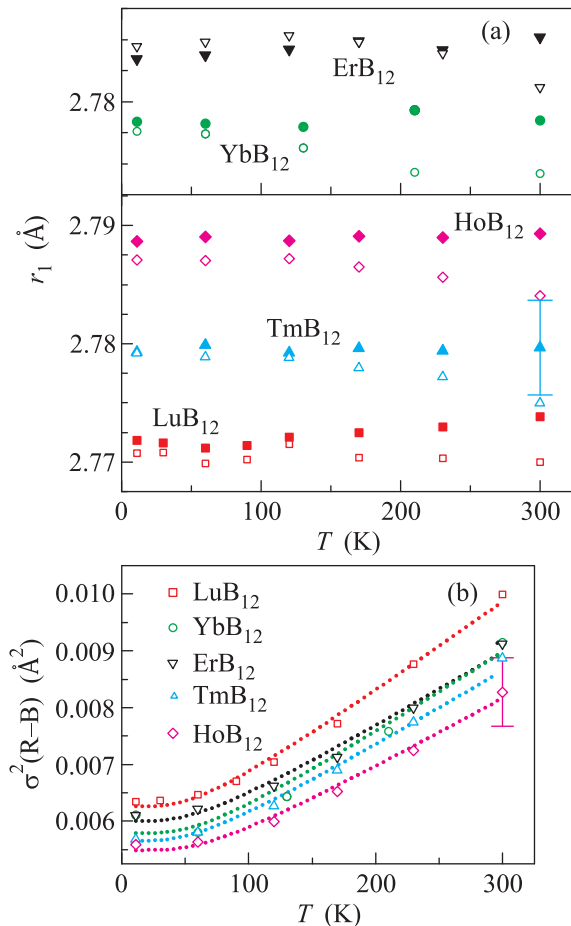 (a)
ErB12
2.78
YbB12
2.79
HoB12
r1 (Å)
2.78
TmB12
LuB12
2.77
0 100 200 300
T (K)
(b)
0.010
LuB12
YbB12
0.009
ErB12
σ2(R–B) (Å2)
0.008
TmB12
HoB12
0.007
0.006
0 100 200 300
T (K)